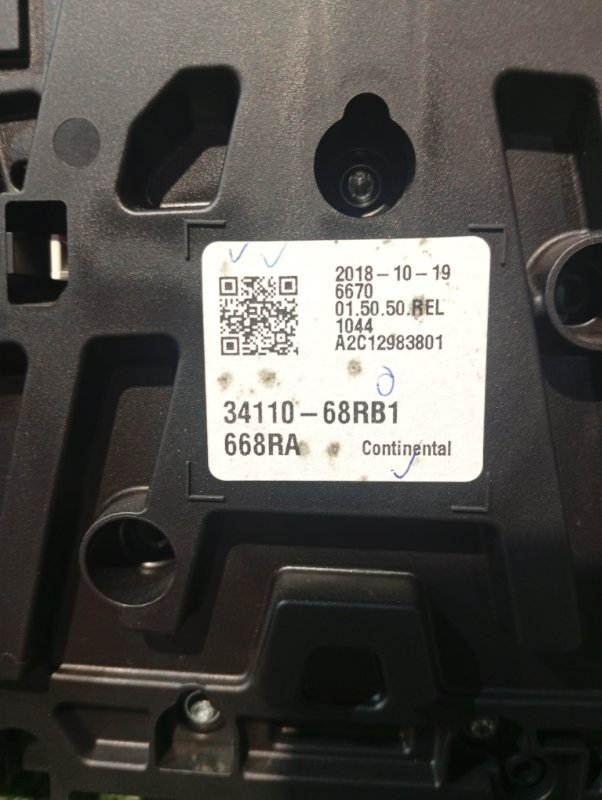 2018-10-19
6670
01.50.50.REL
1044
A2C12983801
34110-68RB1
668RA
Continental